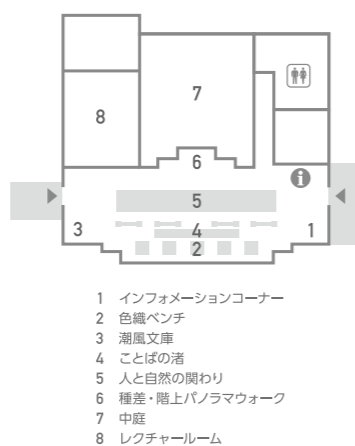 7
8
6
5
3
4
1
2
1 インフォメーションコーナー
2 色織ベンチ
3 潮風文庫
4 ことばの渚
5 人と自然の関わり
6 種差・階上パノラマウォーク
7 中庭
8 レクチャールーム